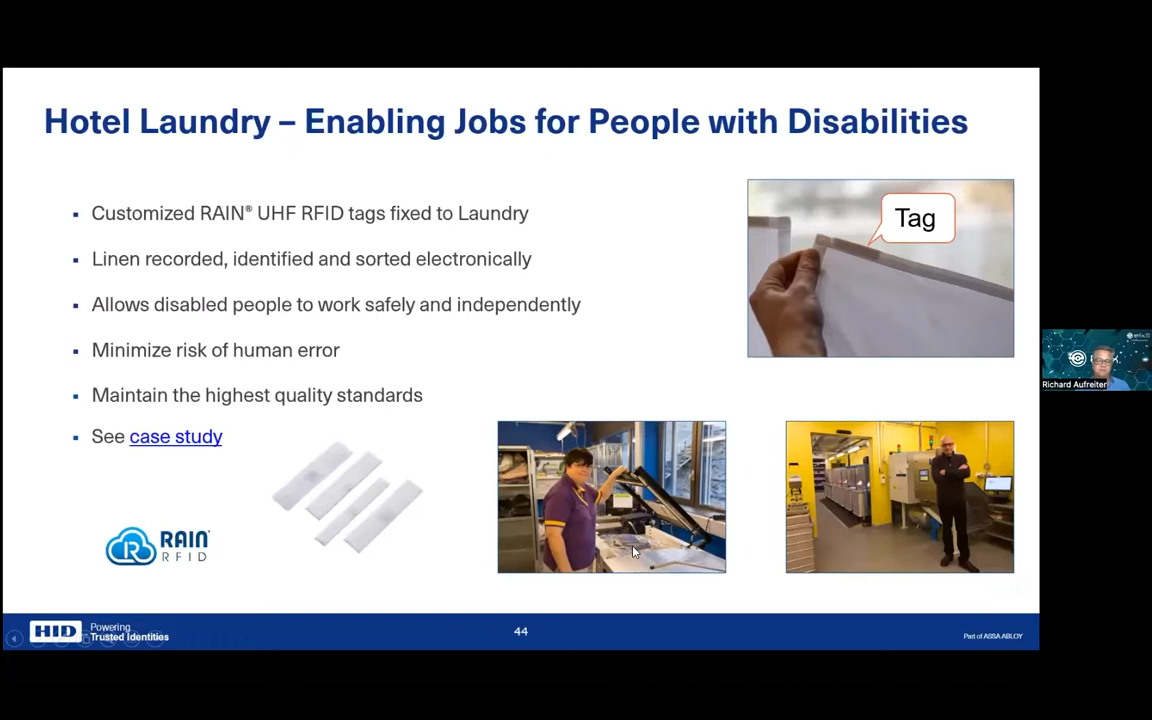 Hotel Laundry – Enabling Jobs for People with Disabilities
Customized RAIN® UHF RFID tags fixed to Laundry
Linen recorded, identified and sorted electronically
Allows disabled people to work safely and independently
Minimize risk of human error
Maintain the highest quality standards
See case study
Tag
RAIN
RFID
Richard Aufreiter
HID
Powering
Trusted Identities
44
Part of ASSA ABLOY